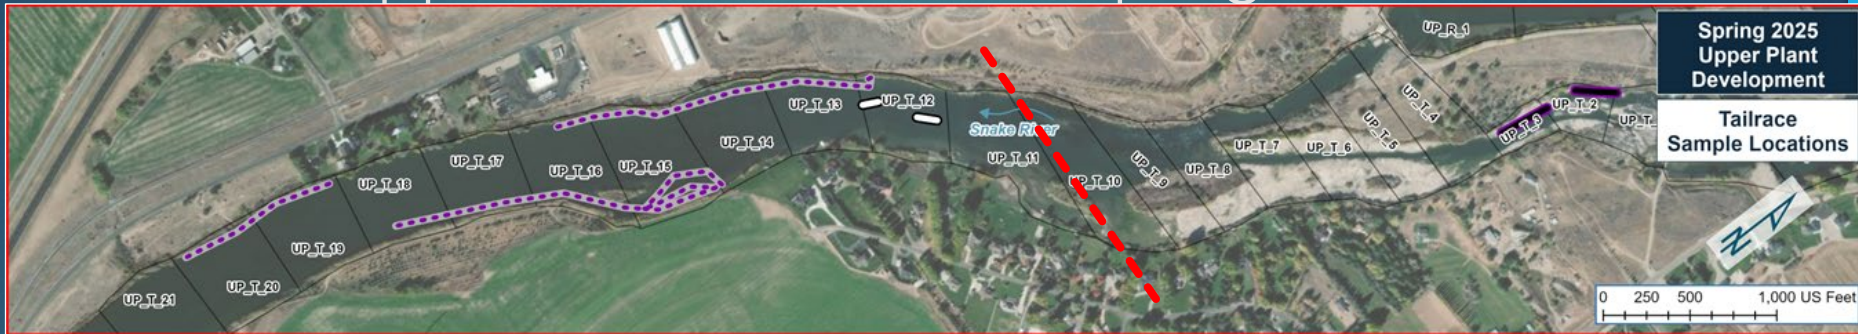 Spring 2025
Upper Plant
Development
Tailrace
Sample Locations
UP_R_1
UP_T_2
UP_T_3
UP_T_4
UP_T_5
UP_T_6
UP_T_7
UP_T_8
UP_T_9
UP_T_10
UP_T_11
Snake River
UP_T_12
UP_T_13
UP_T_14
UP_T_15
UP_T_16
UP_T_17
UP_T_18
UP_T_19
UP_T_20
UP_T_21
N
0 250 500 1,000 US Feet